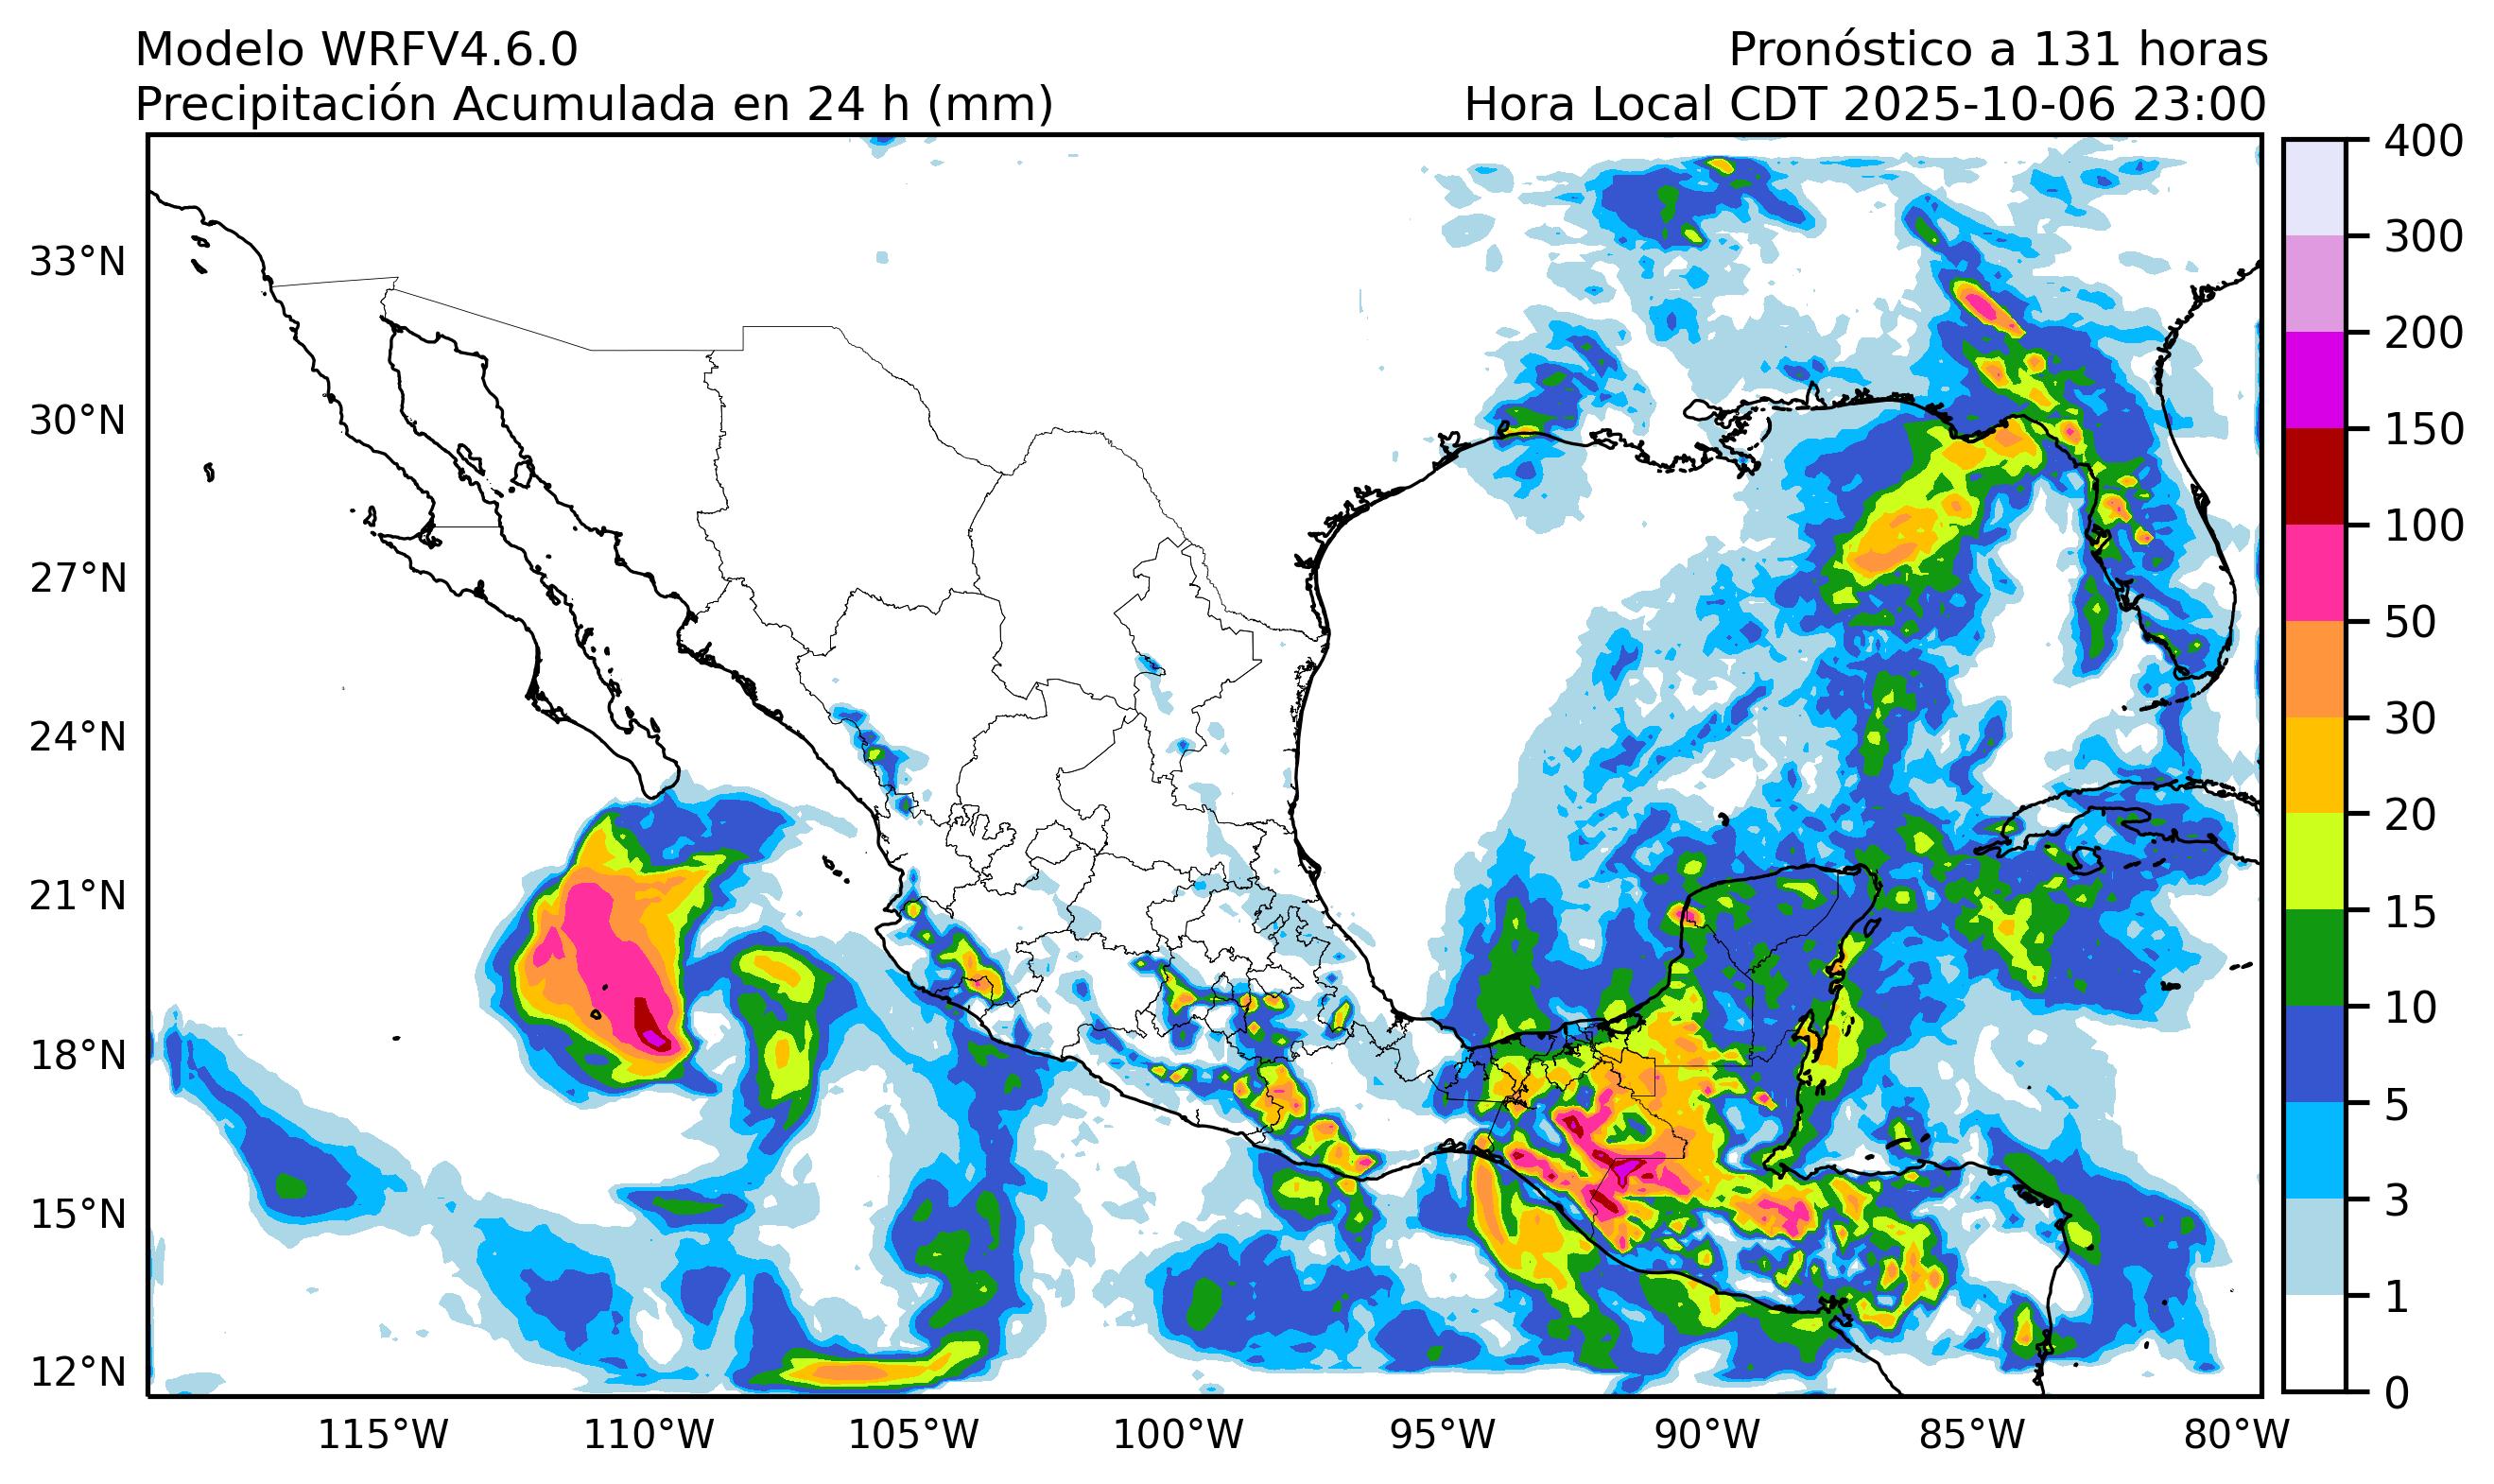 Modelo WRFV4.6.0
Pronóstico a 131 horas
Precipitación Acumulada en 24 h (mm)
Hora Local CDT 2025-10-06 23:00
33°N
30°N
27°N
24°N
21°N
18°N
15°N
12°N
115°W
110°W
105°W
100°W
95°W
90°W
85°W
80°W
400
300
200
150
100
50
30
20
15
10
5
3
1
0